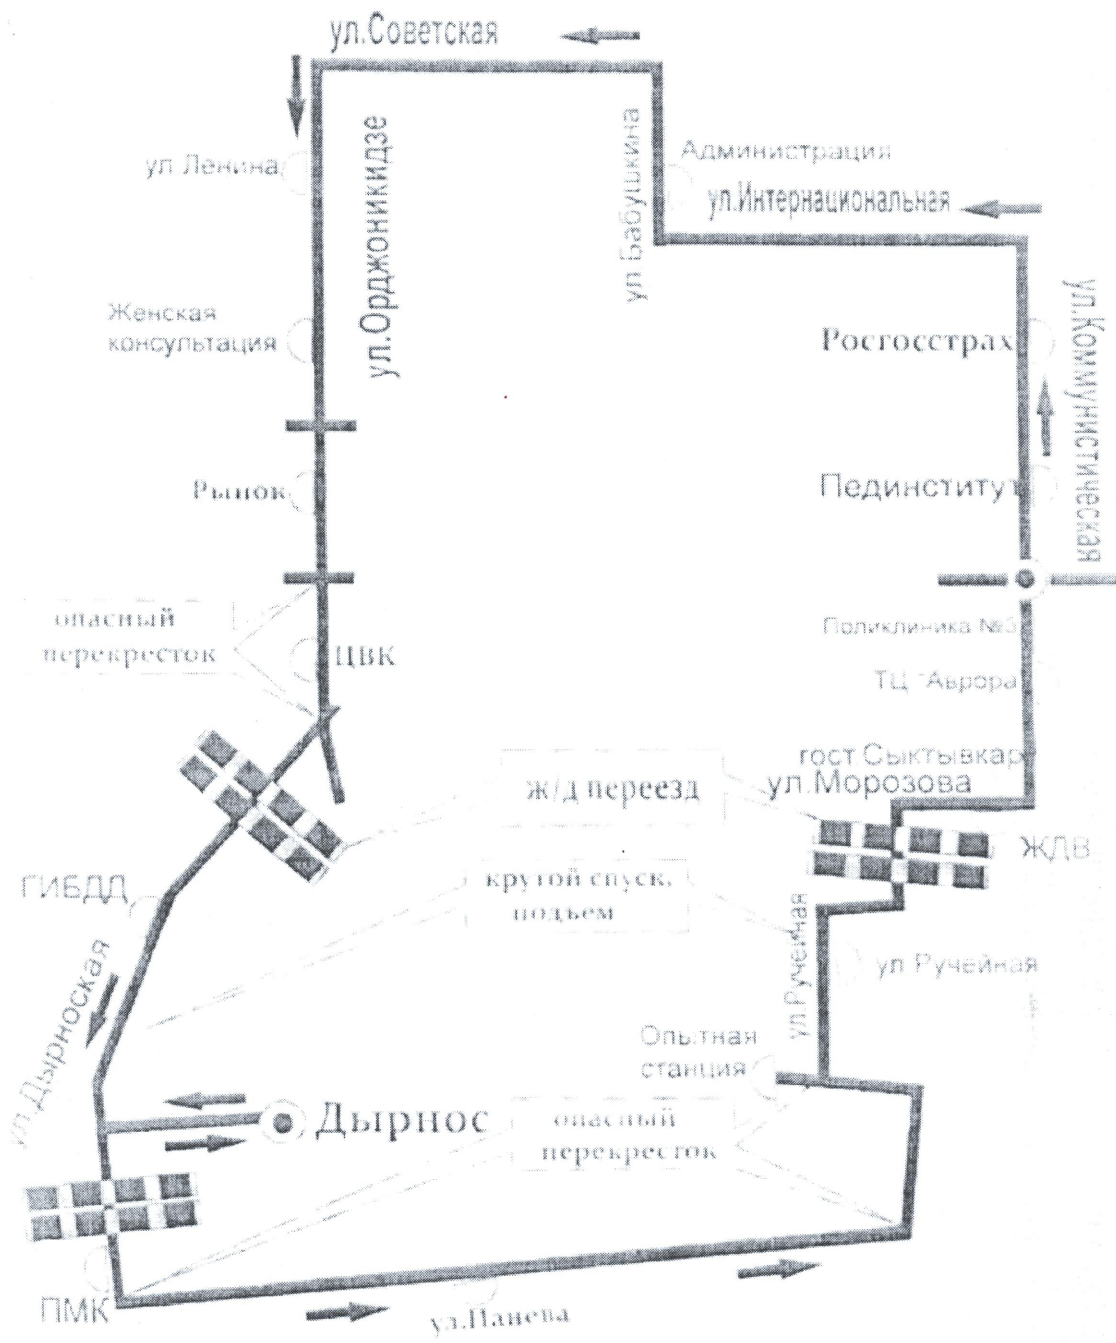 ул.Советская
ул Ленина
ул.Орджоникидзе
ул Бабушкина
Администрация
ул.Интернациональная
Женская
консультация
Росгосстрах
ул.Коммунистическая
Рынок
Пединститут
опасный
перекресток
ЦВК
Поликлиника №3
ТЦ "Аврора
гост.Сыктывкар
ж/д переезд
ул.Морозова
ЖДВ
ГИБДД
крутой спуск,
подъем
ул.Ручейная
ул Ручейная
ул.Дырноская
Опытная
станция
Дырнос
опасный
перекресток
ПМК
ул.Панева